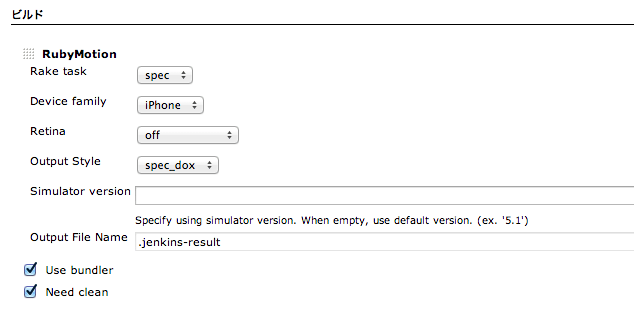 ビルド
RubyMotion
Rake task spec
Device family iPhone
Retina off
Output Style spec_dox
Simulator version
Specify using simulator version. When empty, use default version. (ex. '5.1')
Output File Name .jenkins-result
Use bundler
Need clean